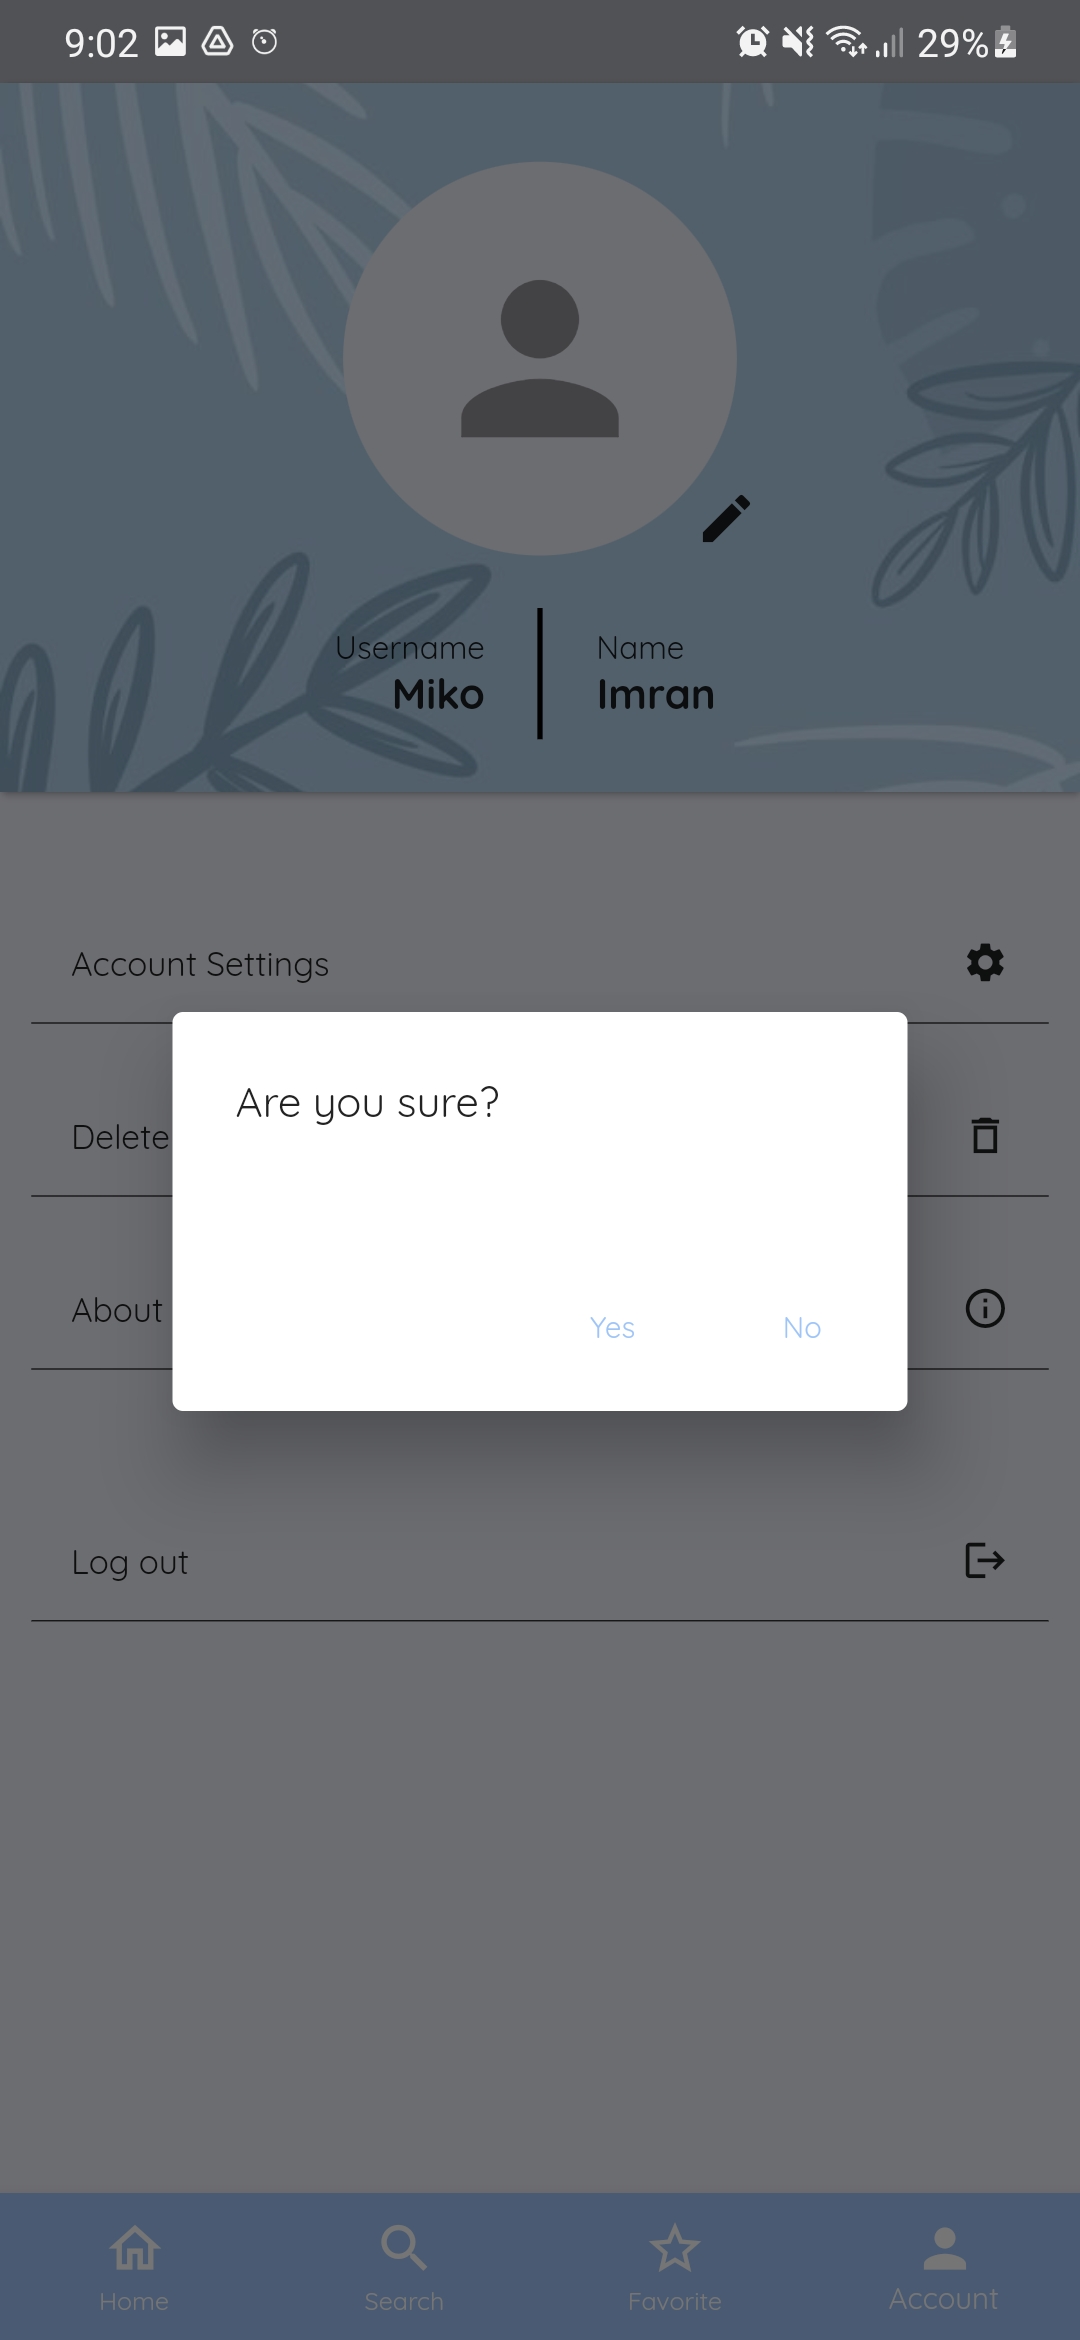 9:02 29%
Username
Miko
Name
Imran
Account Settings
Delete
Are you sure?
About
Yes No
Log out
Home Search Favorite Account